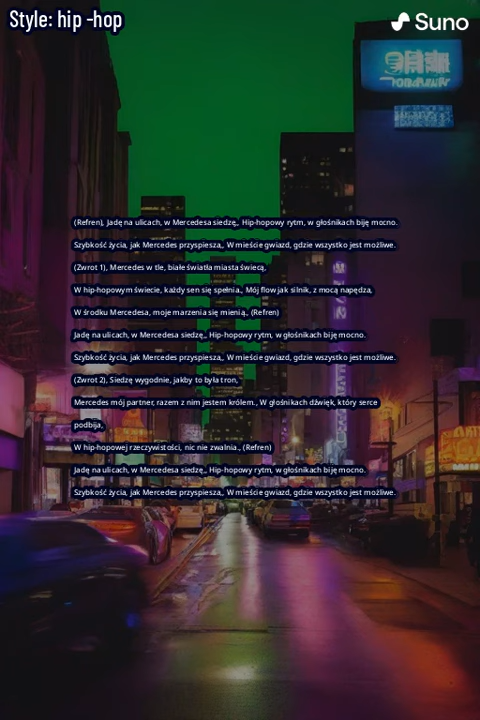 Style: hip -hop
Suno
(Refren), Jadę na ulicach, w Mercedesa siedzę,, Hip-hopowy rytm, w głośnikach biję mocno.
Szybkość życia, jak Mercedes przyspiesza,, W mieście gwiazd, gdzie wszystko jest możliwe.
(Zwrot 1), Mercedes w tle, białe światła miasta świecą,
W hip-hopowym świecie, każdy sen się spełnia., Mój flow jak silnik, z mocą napędza,
W środku Mercedesa, moje marzenia się mienią., (Refren)
Jadę na ulicach, w Mercedesa siedzę,, Hip-hopowy rytm, w głośnikach biję mocno.
Szybkość życia, jak Mercedes przyspiesza,, W mieście gwiazd, gdzie wszystko jest możliwe.
(Zwrot 2), Siedzę wygodnie, jakby to była tron,
Mercedes mój partner, razem z nim jestem królem., W głośnikach dźwięk, który serce
podbija,
W hip-hopowej rzeczywistości, nic nie zwalnia., (Refren)
Jadę na ulicach, w Mercedesa siedzę,, Hip-hopowy rytm, w głośnikach biję mocno.
Szybkość życia, jak Mercedes przyspiesza,, W mieście gwiazd, gdzie wszystko jest możliwe.